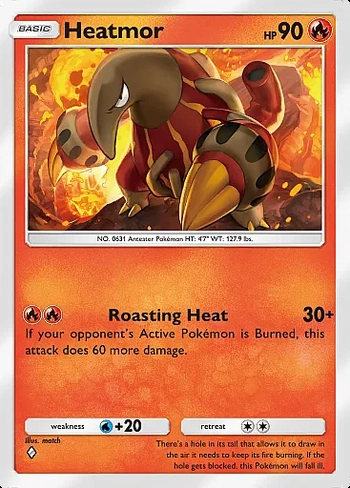 BASIC Heatmor HP 90
NO. 0631 Anteater Pokémon HT: 4'7" WT: 127.9 lbs.
Roasting Heat 30+
If your opponent's Active Pokémon is Burned, this
attack does 60 more damage.
weakness +20 retreat
Illus. match
There's a hole in its tail that allows it to draw in
the air it needs to keep its fire burning. If the
hole gets blocked, this Pokémon will fall ill.